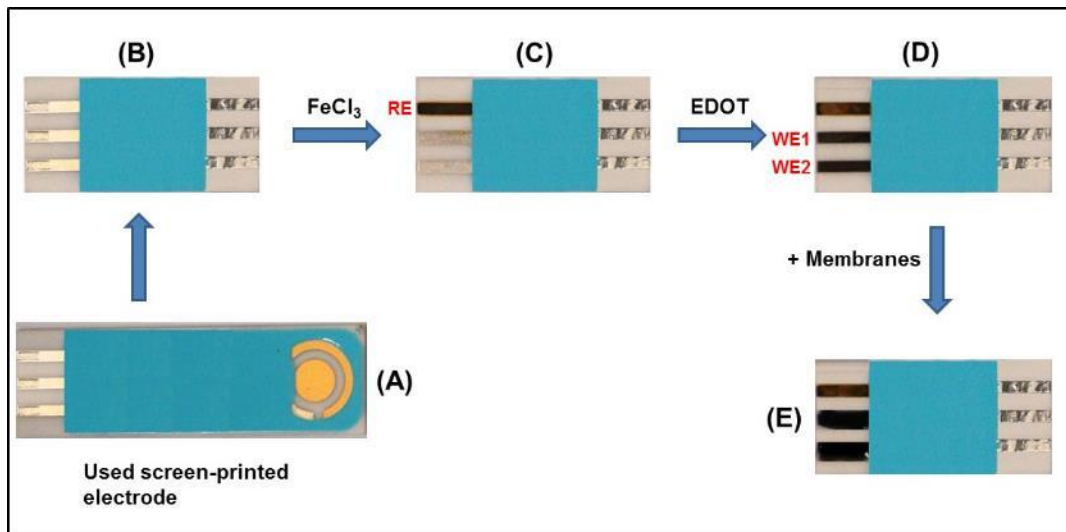 (B)
(C)
(D)
FeCl₃
RE
EDOT
WE1
WE2
+ Membranes
(A)
(E)
Used screen-printed
electrode